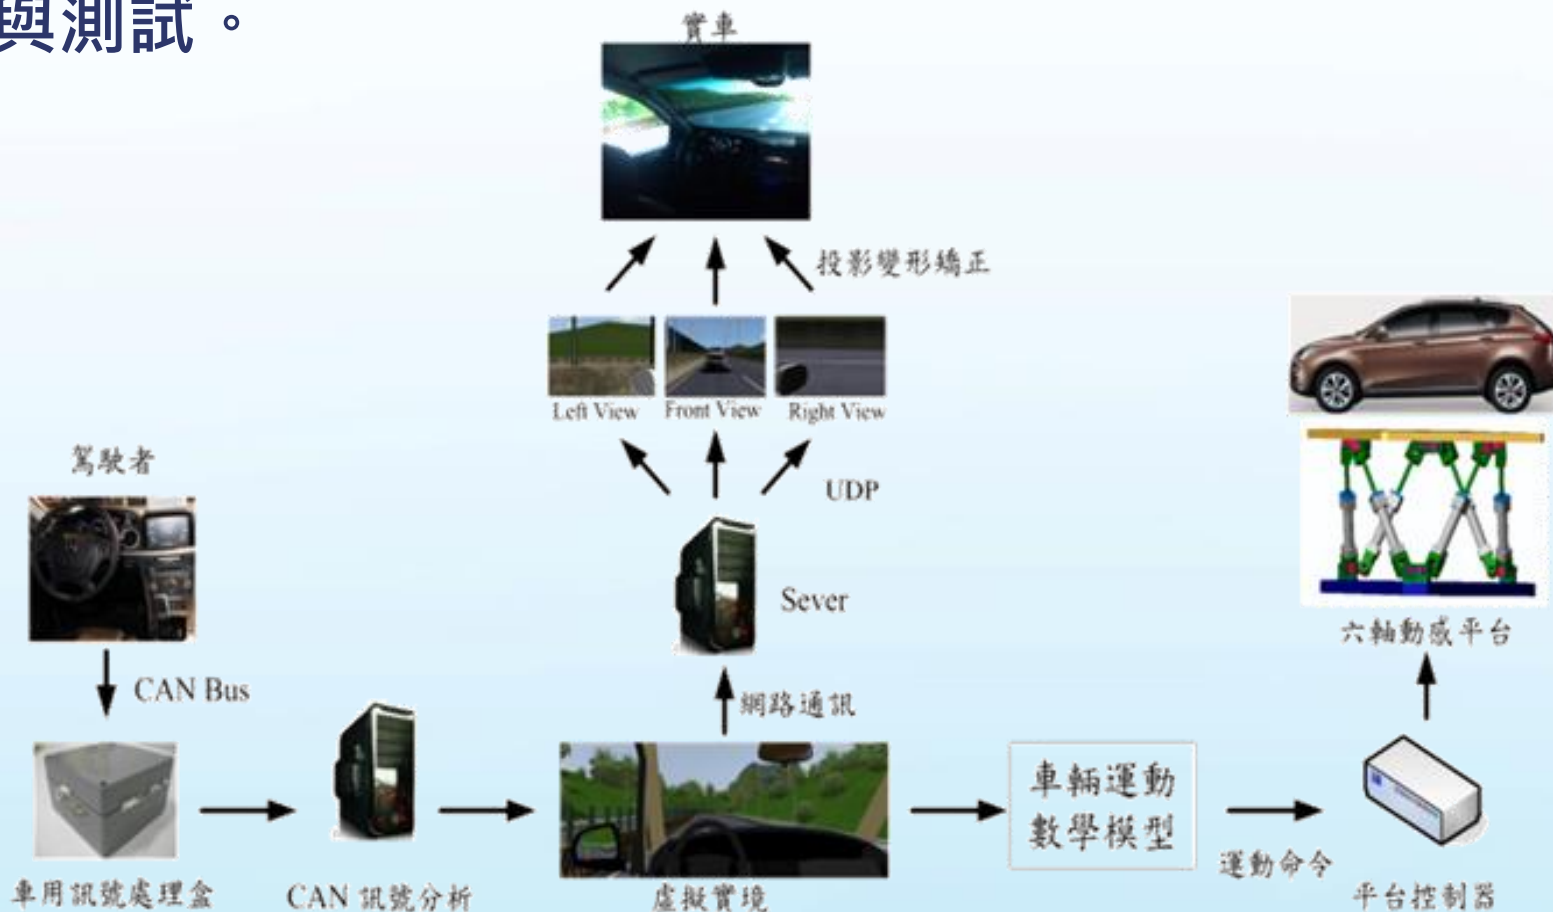 與測試。
實車
投影變形矯正
Left View
Front View
Right View
駕駛者
UDP
Sever
六軸動感平台
CAN Bus
網路通訊
車輛運動
數學模型
運動命令
車用訊號處理盒
CAN 訊號分析
虛擬實境
平台控制器